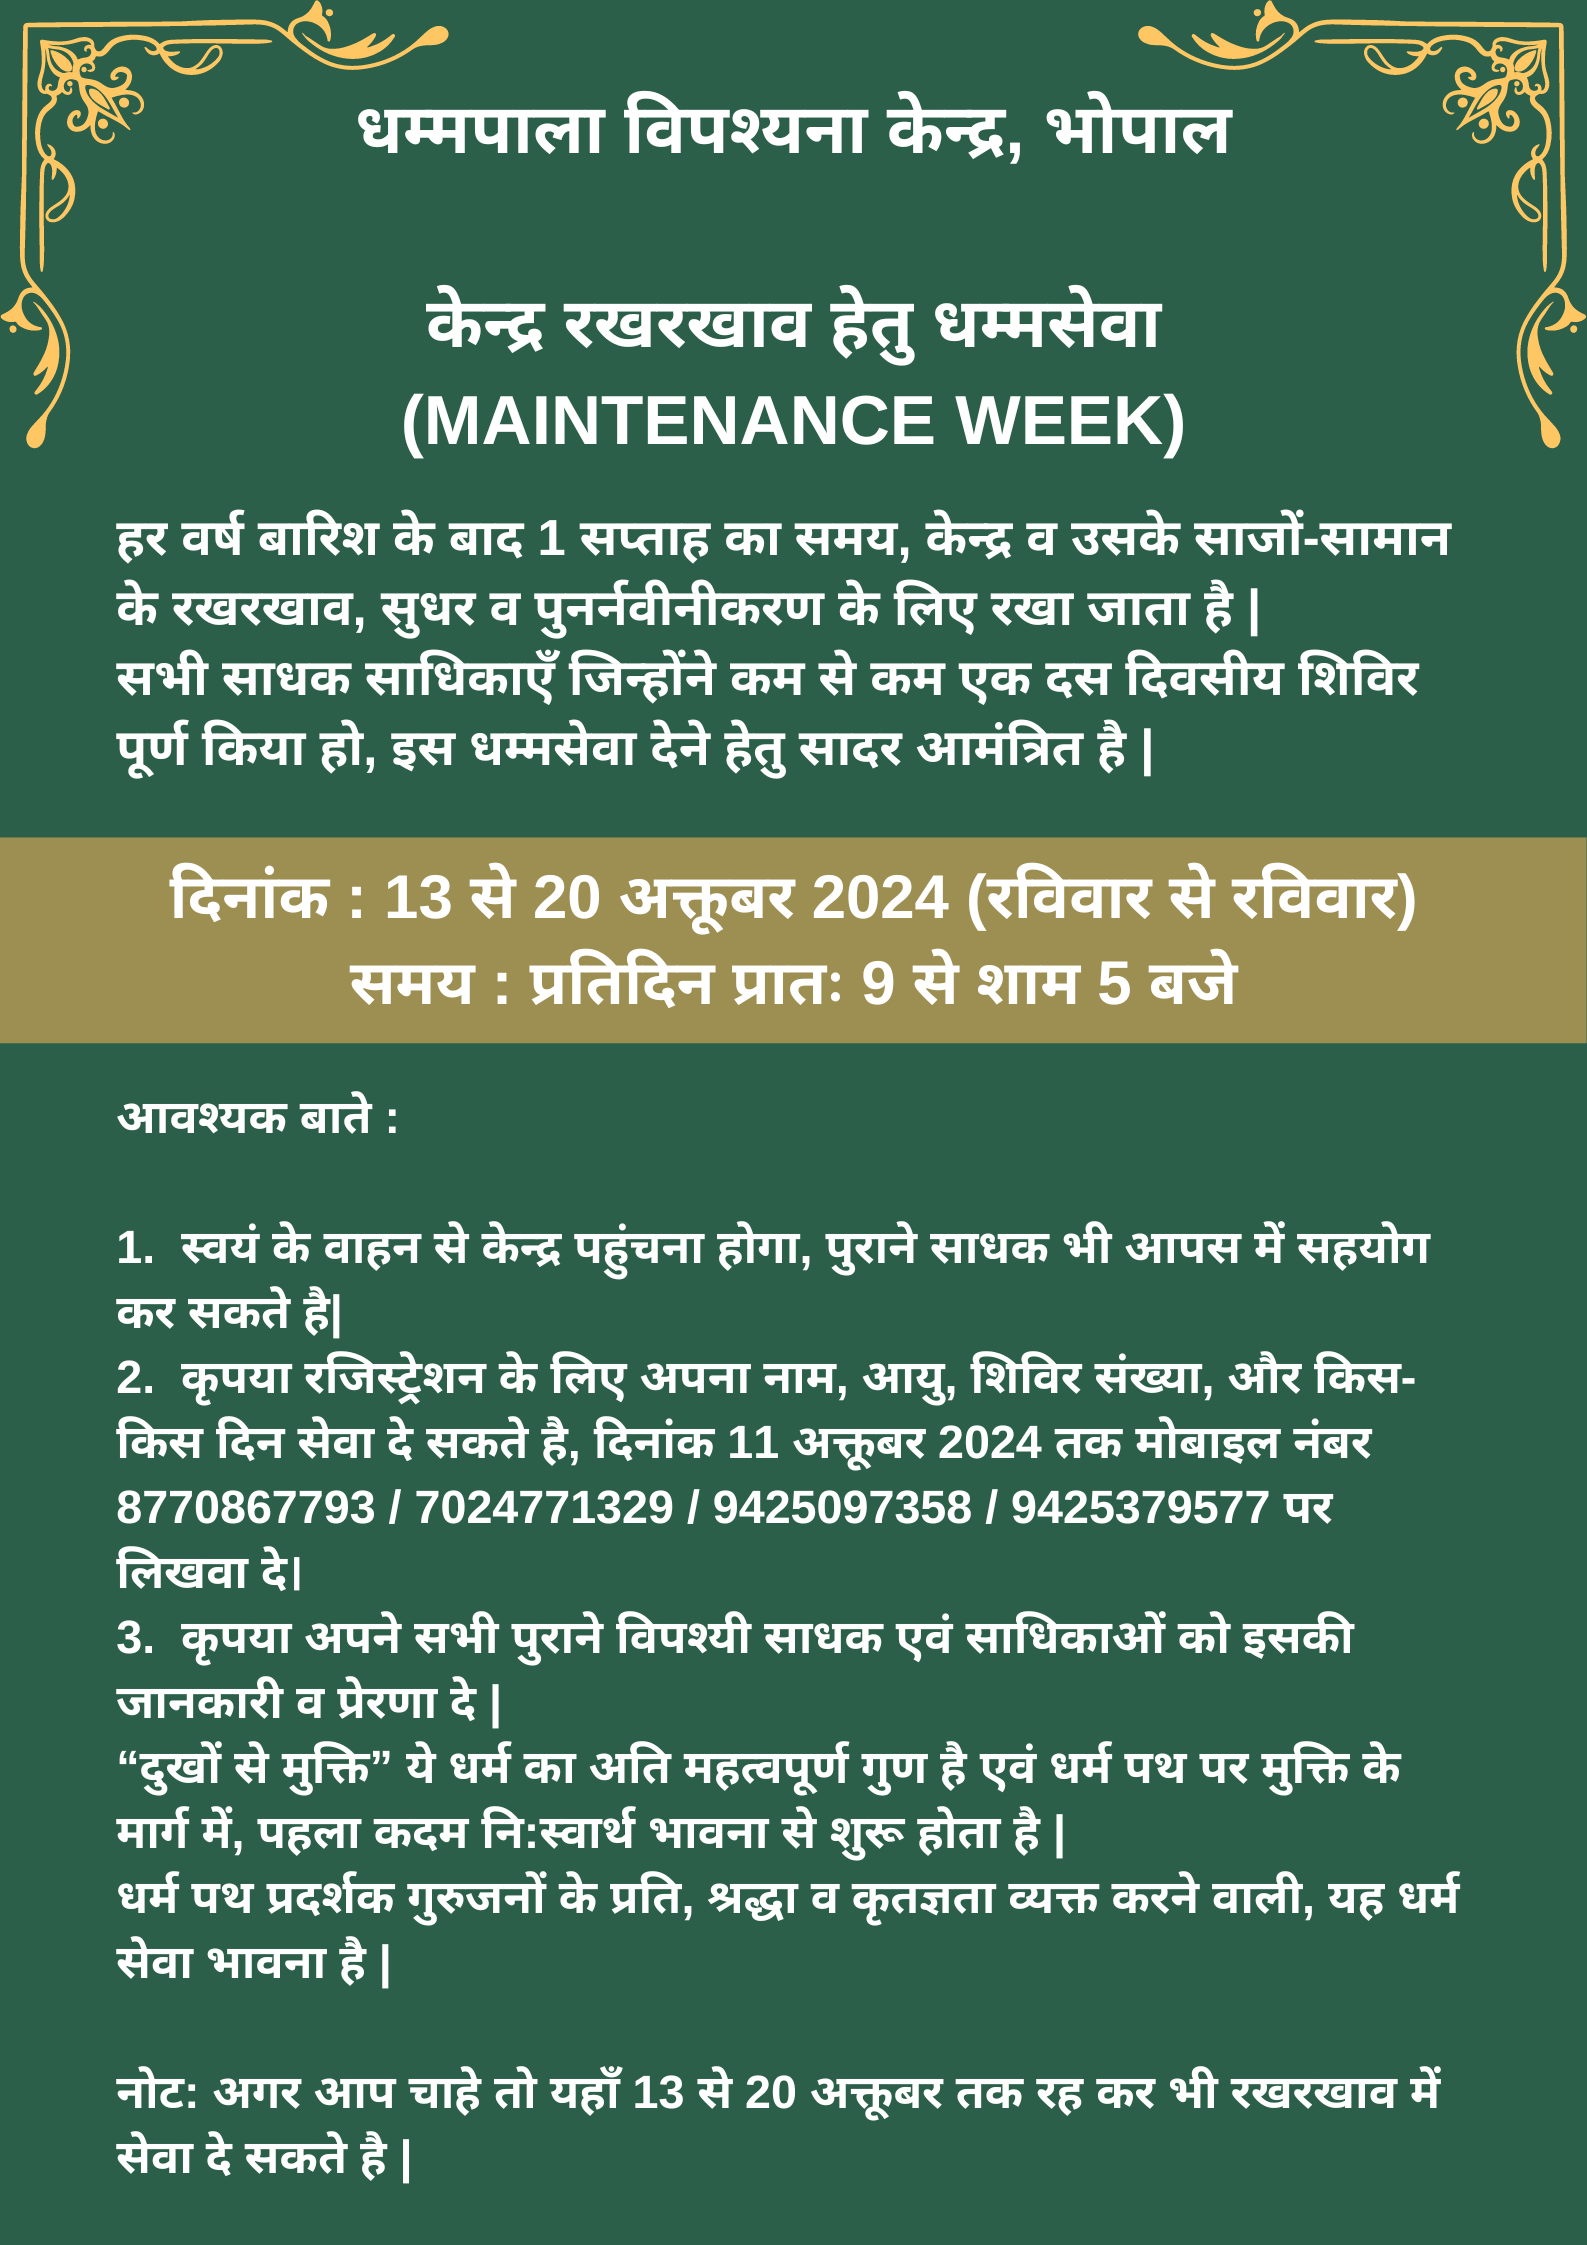 धम्मपाला विपश्यना केन्द्र, भोपाल
केन्द्र रखरखाव हेतु धम्मसेवा
(MAINTENANCE WEEK)
हर वर्ष बारिश के बाद 1 सप्ताह का समय, केन्द्र व उसके साजों-सामान
के रखरखाव, सुधर व पुनर्नवीनीकरण के लिए रखा जाता है |
सभी साधक साधिकाएँ जिन्होंने कम से कम एक दस दिवसीय शिविर
पूर्ण किया हो, इस धम्मसेवा देने हेतु सादर आमंत्रित है |
दिनांक : 13 से 20 अक्तूबर 2024 (रविवार से रविवार)
समय : प्रतिदिन प्रातः 9 से शाम 5 बजे
आवश्यक बाते :
1. स्वयं के वाहन से केन्द्र पहुंचना होगा, पुराने साधक भी आपस में सहयोग
कर सकते है|
2. कृपया रजिस्ट्रेशन के लिए अपना नाम, आयु, शिविर संख्या, और किस-
किस दिन सेवा दे सकते है, दिनांक 11 अक्तूबर 2024 तक मोबाइल नंबर
8770867793 / 7024771329 / 9425097358 / 9425379577 पर
लिखवा दे।
3. कृपया अपने सभी पुराने विपश्यी साधक एवं साधिकाओं को इसकी
जानकारी व प्रेरणा दे |
“दुखों से मुक्ति” ये धर्म का अति महत्वपूर्ण गुण है एवं धर्म पथ पर मुक्ति के
मार्ग में, पहला कदम नि:स्वार्थ भावना से शुरू होता है |
धर्म पथ प्रदर्शक गुरुजनों के प्रति, श्रद्धा व कृतज्ञता व्यक्त करने वाली, यह धर्म
सेवा भावना है |
नोट: अगर आप चाहे तो यहाँ 13 से 20 अक्तूबर तक रह कर भी रखरखाव में
सेवा दे सकते है |